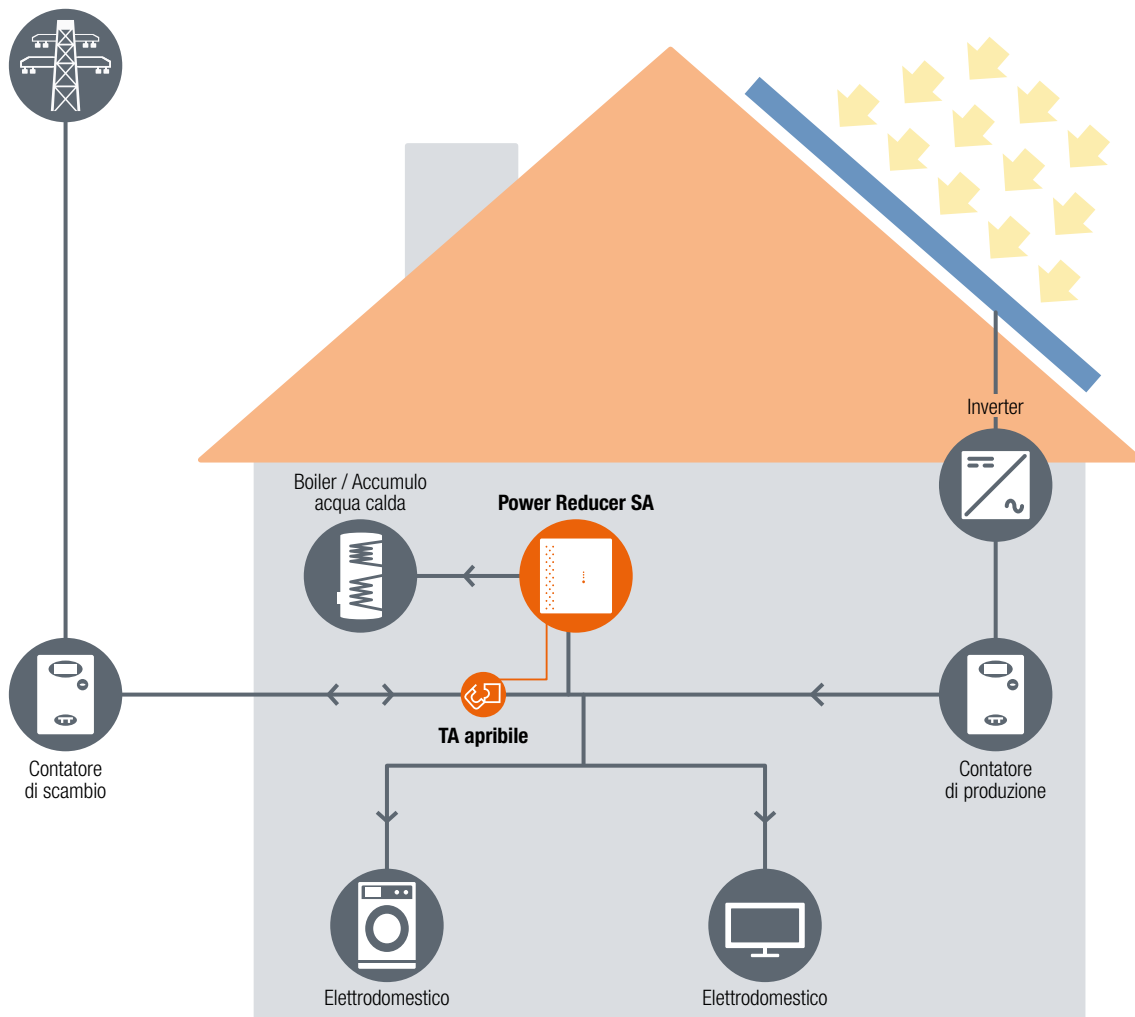 Inverter
Boiler / Accumulo
acqua calda
Power Reducer SA
TA apribile
Contatore
di scambio
Contatore
di produzione
Elettrodomestico
Elettrodomestico